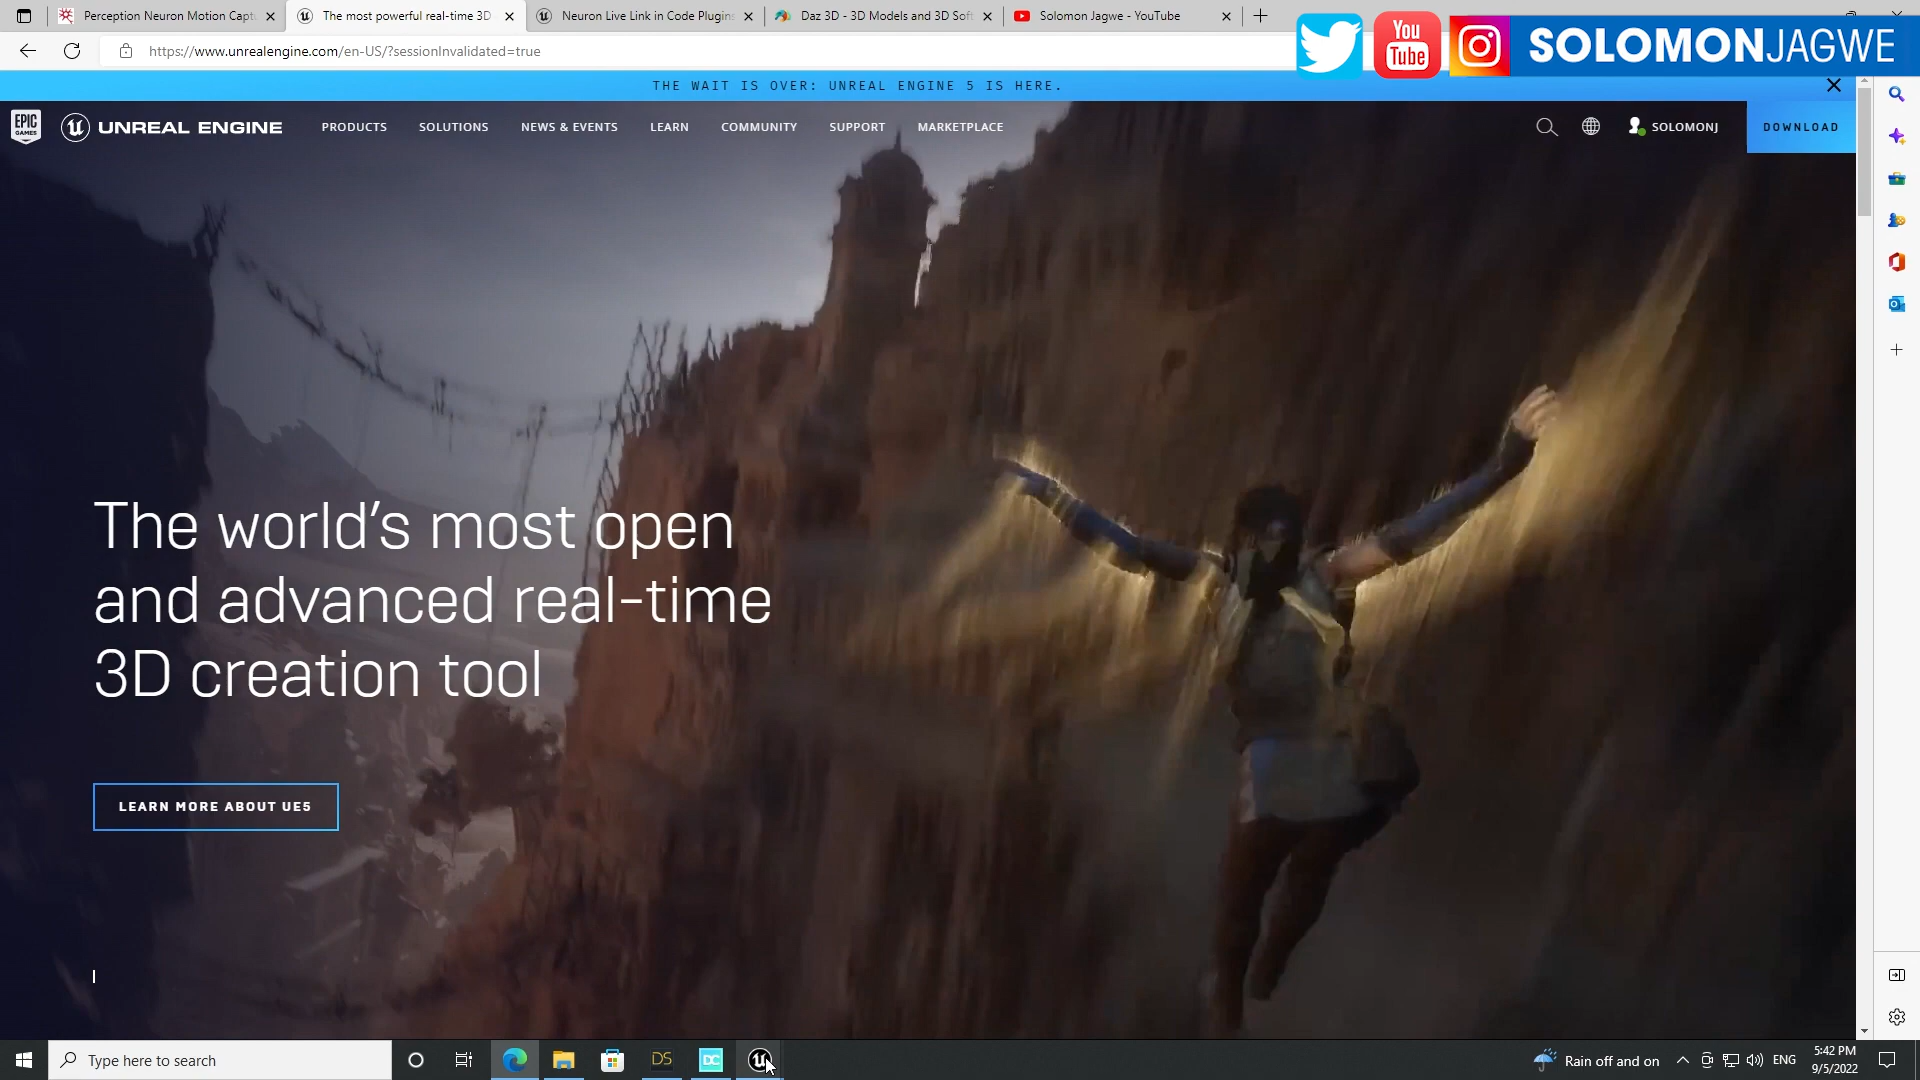 Perception Neuron Motion Captu
The most powerful real-time 3D
Neuron Live Link in Code Plugins
Daz 3D - 3D Models and 3D Soft
Solomon Jagwe - YouTube
https://www.unrealengine.com/en-US/?sessionInvalidated=true
You
Tube
SOLOMONJAGWE
THE WAIT IS OVER: UNREAL ENGINE 5 IS HERE.
EPIC
GAMES
UNREAL ENGINE
PRODUCTS
SOLUTIONS
NEWS & EVENTS
LEARN
COMMUNITY
SUPPORT
MARKETPLACE
SOLOMONJ
DOWNLOAD
The world's most open
and advanced real-time
3D creation tool
LEARN MORE ABOUT UE5
Type here to search
DS
DC
Rain off and on
ENG
5:42 PM
9/5/2022